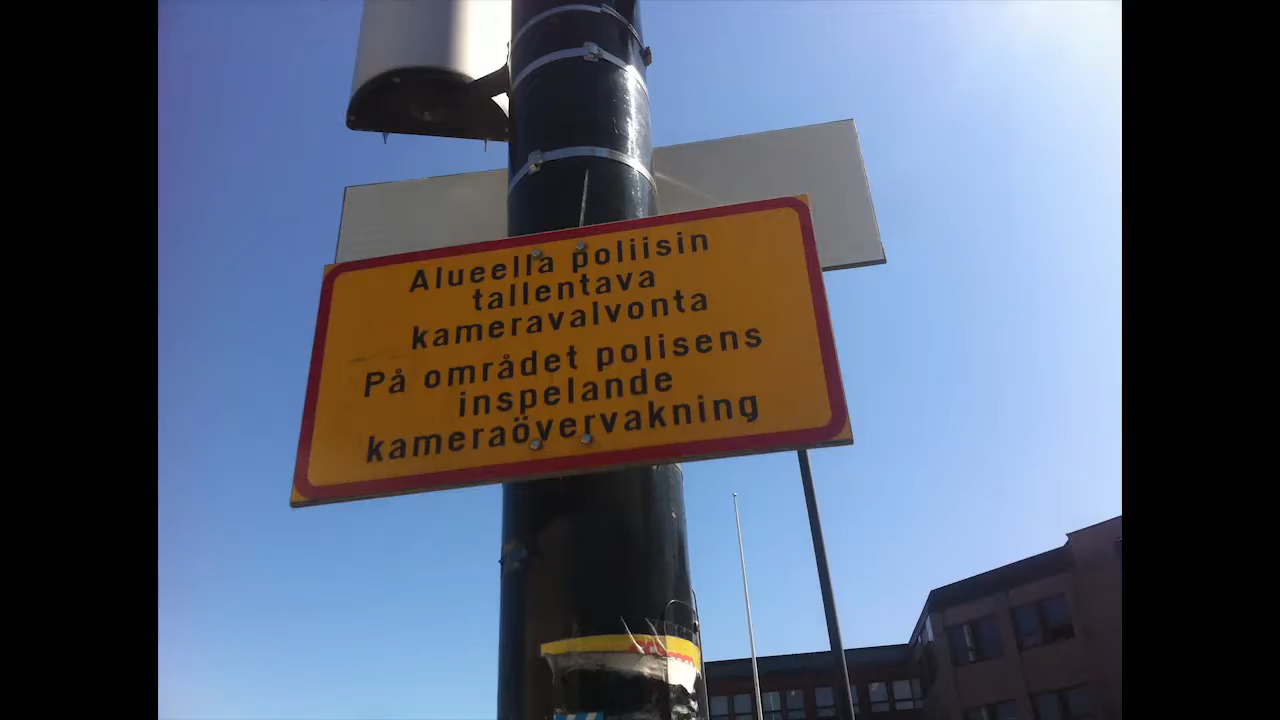 Alueella poliisin
tallentava
kameravalvonta
På området polisens
inspelande
kameraövervakning